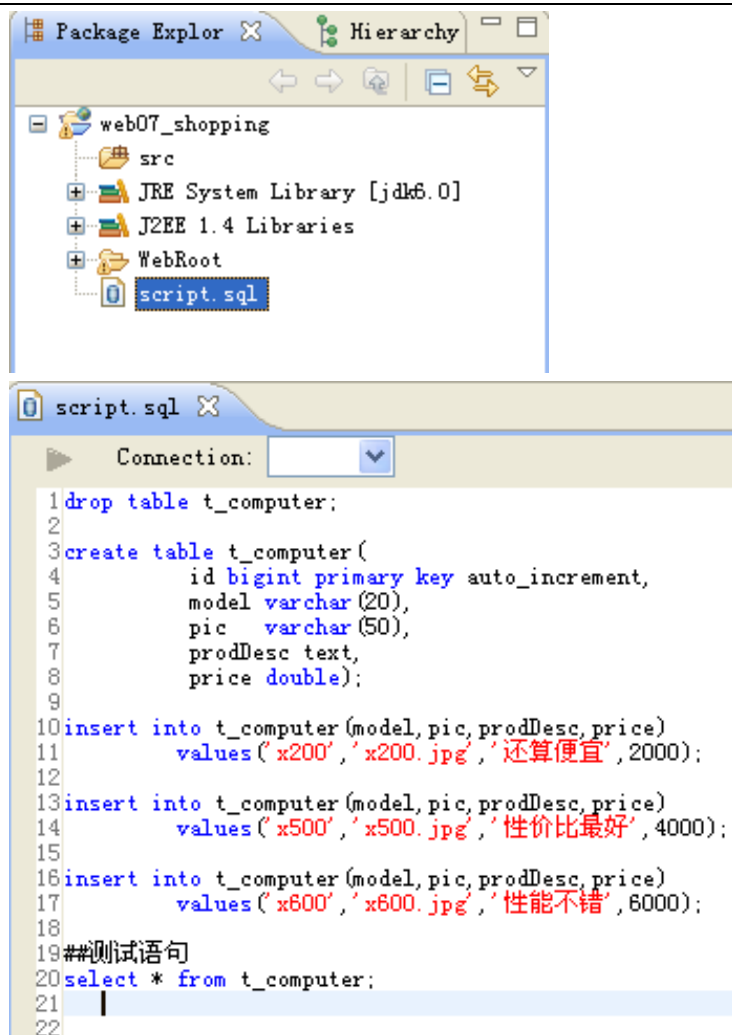 Package Explor Hierarchy
web07_shopping
src
JRE System Library [jdk6.0]
J2EE 1.4 Libraries
WebRoot
script.sql
script.sql
Connection:
1 drop table t_computer;
2
3 create table t_computer(
4 id bigint primary key auto_increment,
5 model varchar(20),
6 pic varchar(50),
7 prodDesc text,
8 price double);
9
10 insert into t_computer(model,pic,prodDesc,price)
11 values('x200','x200.jpg','还算便宜',2000);
12
13 insert into t_computer(model,pic,prodDesc,price)
14 values('x500','x500.jpg','性价比最好',4000);
15
16 insert into t_computer(model,pic,prodDesc,price)
17 values('x600','x600.jpg','性能不错',6000);
18
19 ##测试语句
20 select * from t_computer;
21
22